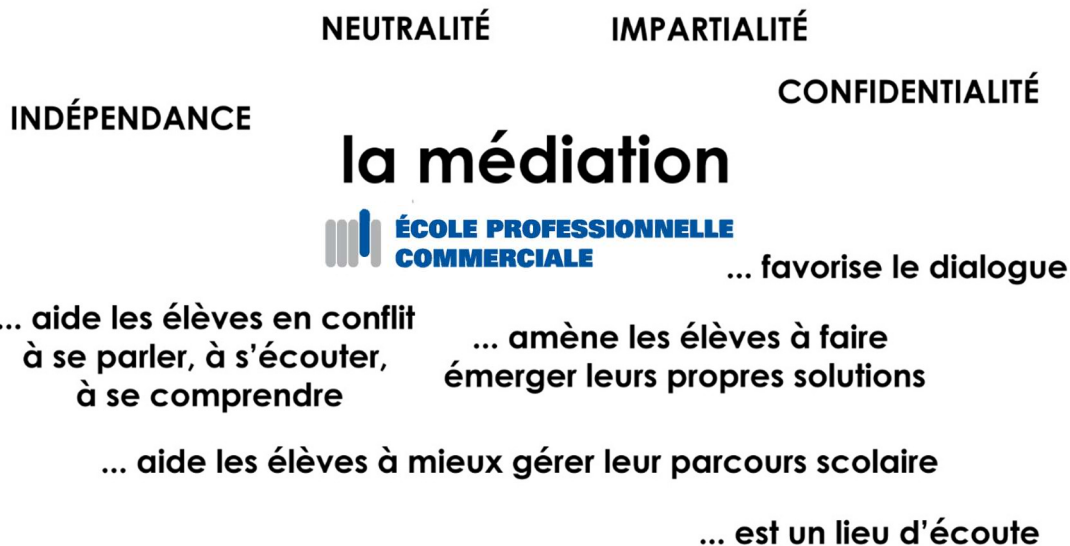 NEUTRALITÉ
IMPARTIALITÉ
CONFIDENTIALITÉ
INDÉPENDANCE
la médiation
ÉCOLE PROFESSIONNELLE
COMMERCIALE
... favorise le dialogue
... aide les élèves en conflit
à se parler, à s’écouter,
à se comprendre
... amène les élèves à faire
émerger leurs propres solutions
... aide les élèves à mieux gérer leur parcours scolaire
... est un lieu d’écoute